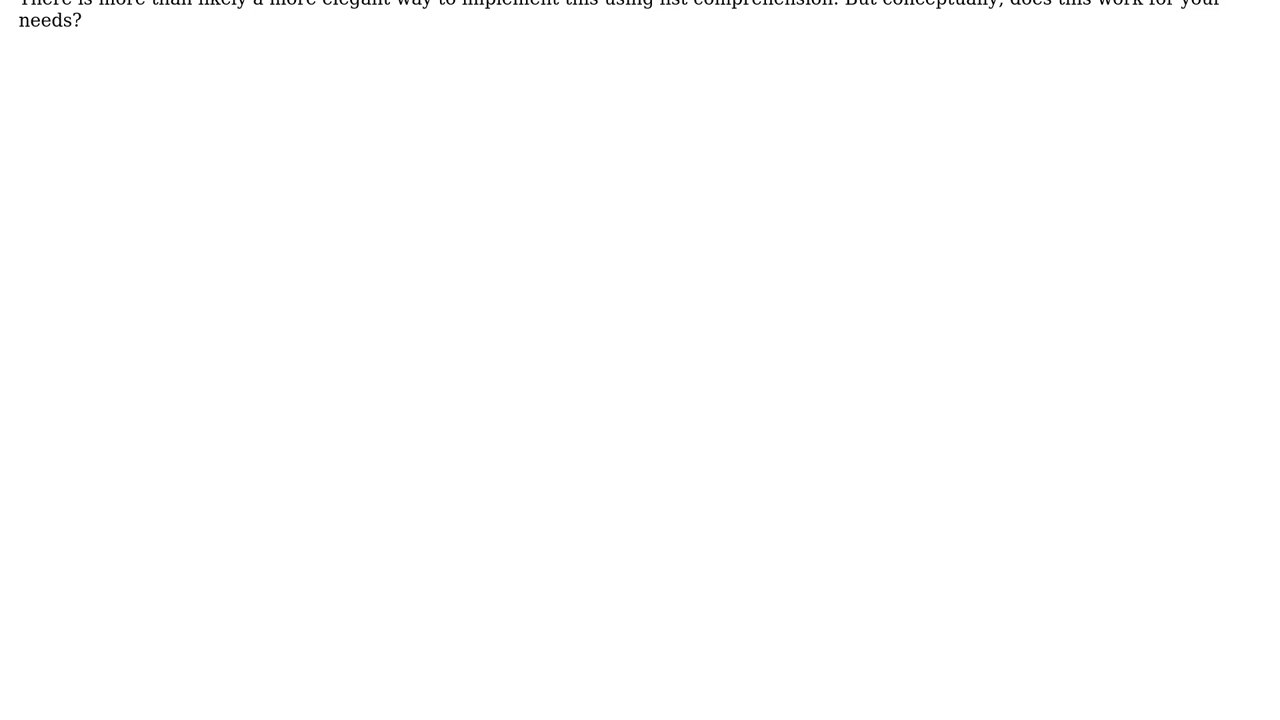 There is more than likely a more elegant way to implement this using list comprehension. But conceptually, does this work for your
needs?